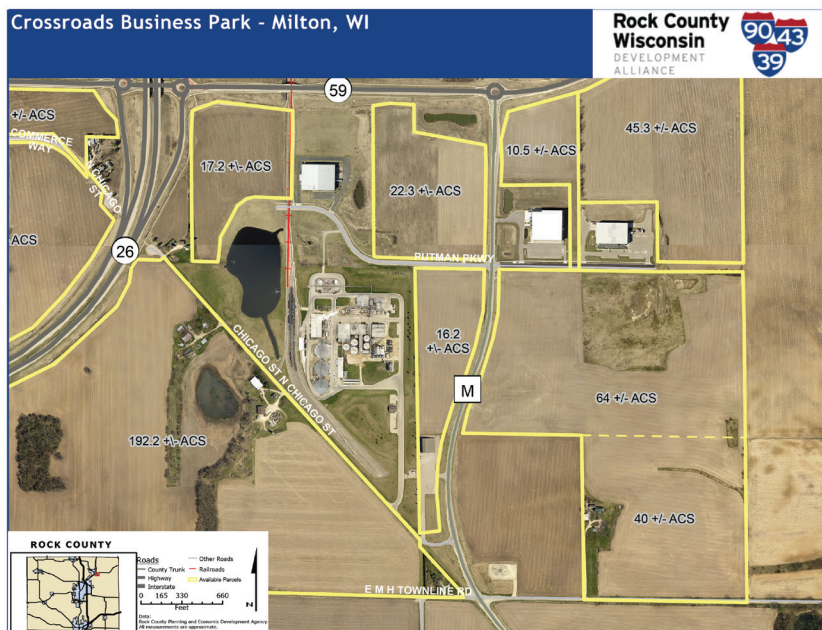 Crossroads Business Park - Milton, WI
Rock County
Wisconsin
DEVELOPMENT
ALLIANCE
90
43
39
59
+/- ACS
COMMERCE
WAY
N CHICAGO
ST
17.2 +\- ACS
22.3 +\- ACS
10.5 +/- ACS
45.3 +/- ACS
ACS
26
PUTMAN PKWY
16.2
+\- ACS
CHICAGO ST N CHICAGO ST
M
64 +/- ACS
192.2 +\- ACS
40 +/- ACS
E M H TOWNLINE RD
ROCK COUNTY
Roads
County Trunk
Highway
Interstate
Other Roads
Railroads
Available Parcels
0 165 330 660
Feet
N
Data:
Rock County Planning and Economic Development Agency.
All measurements are approximate.